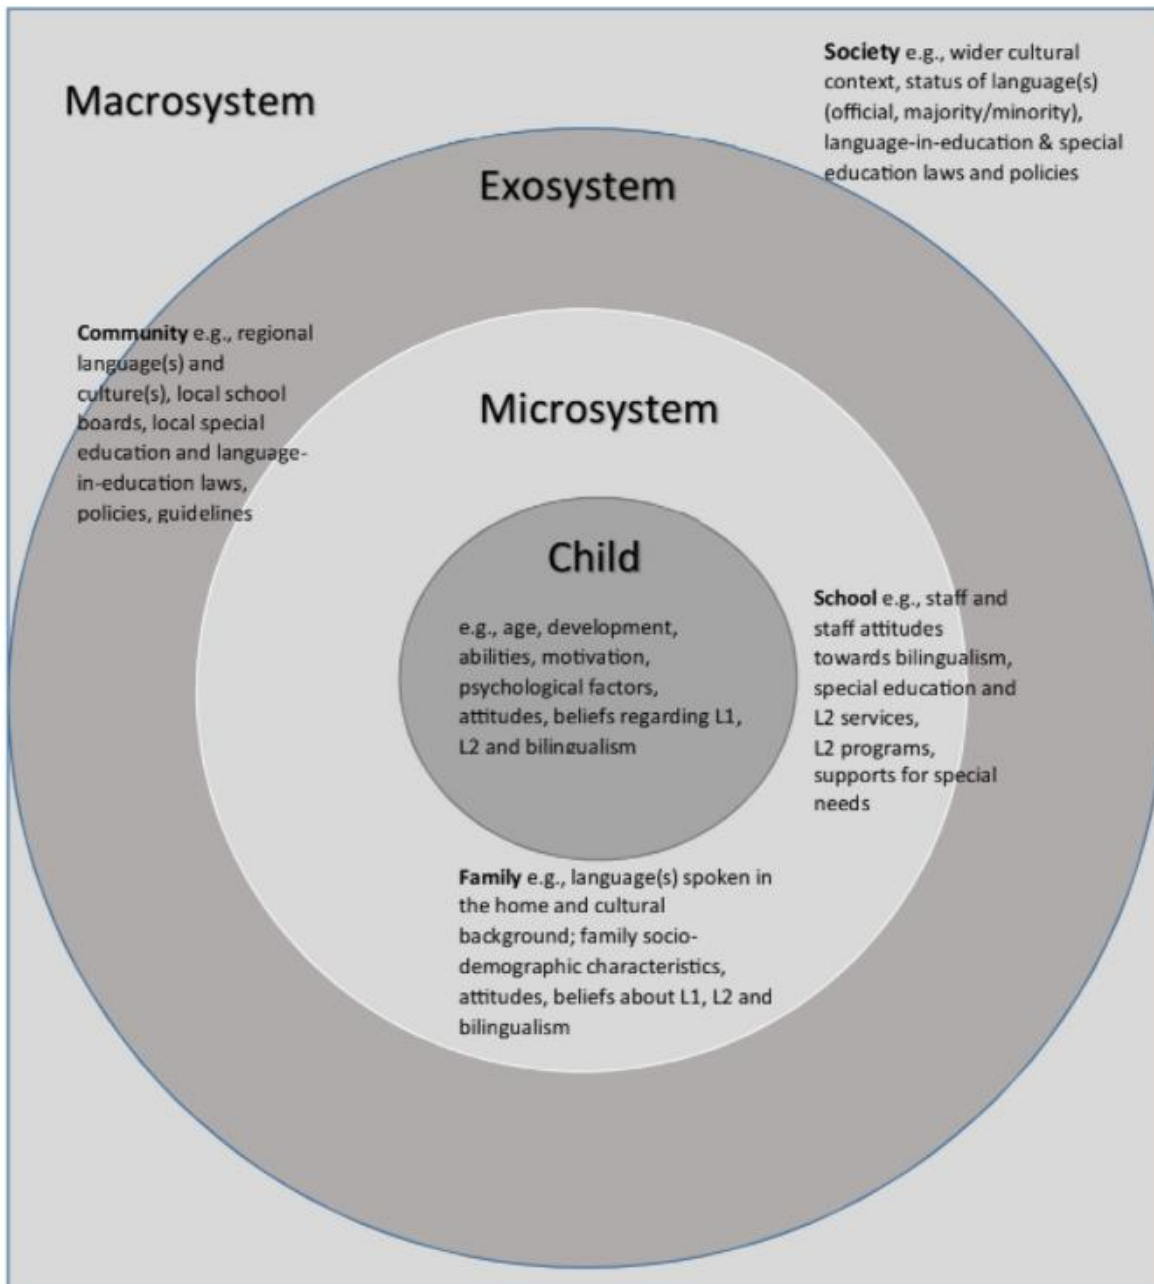 Macrosystem
Society e.g., wider cultural
context, status of language(s)
(official, majority/minority),
language-in-education & special
education laws and policies
Exosystem
Community e.g., regional
language(s) and
culture(s), local school
boards, local special
education and language-
in-education laws,
policies, guidelines
Microsystem
Child
e.g., age, development,
abilities, motivation,
psychological factors,
attitudes, beliefs regarding L1,
L2 and bilingualism
School e.g., staff and
staff attitudes
towards bilingualism,
special education and
L2 services,
L2 programs,
supports for special
needs
Family e.g., language(s) spoken in
the home and cultural
background; family socio-
demographic characteristics,
attitudes, beliefs about L1, L2 and
bilingualism